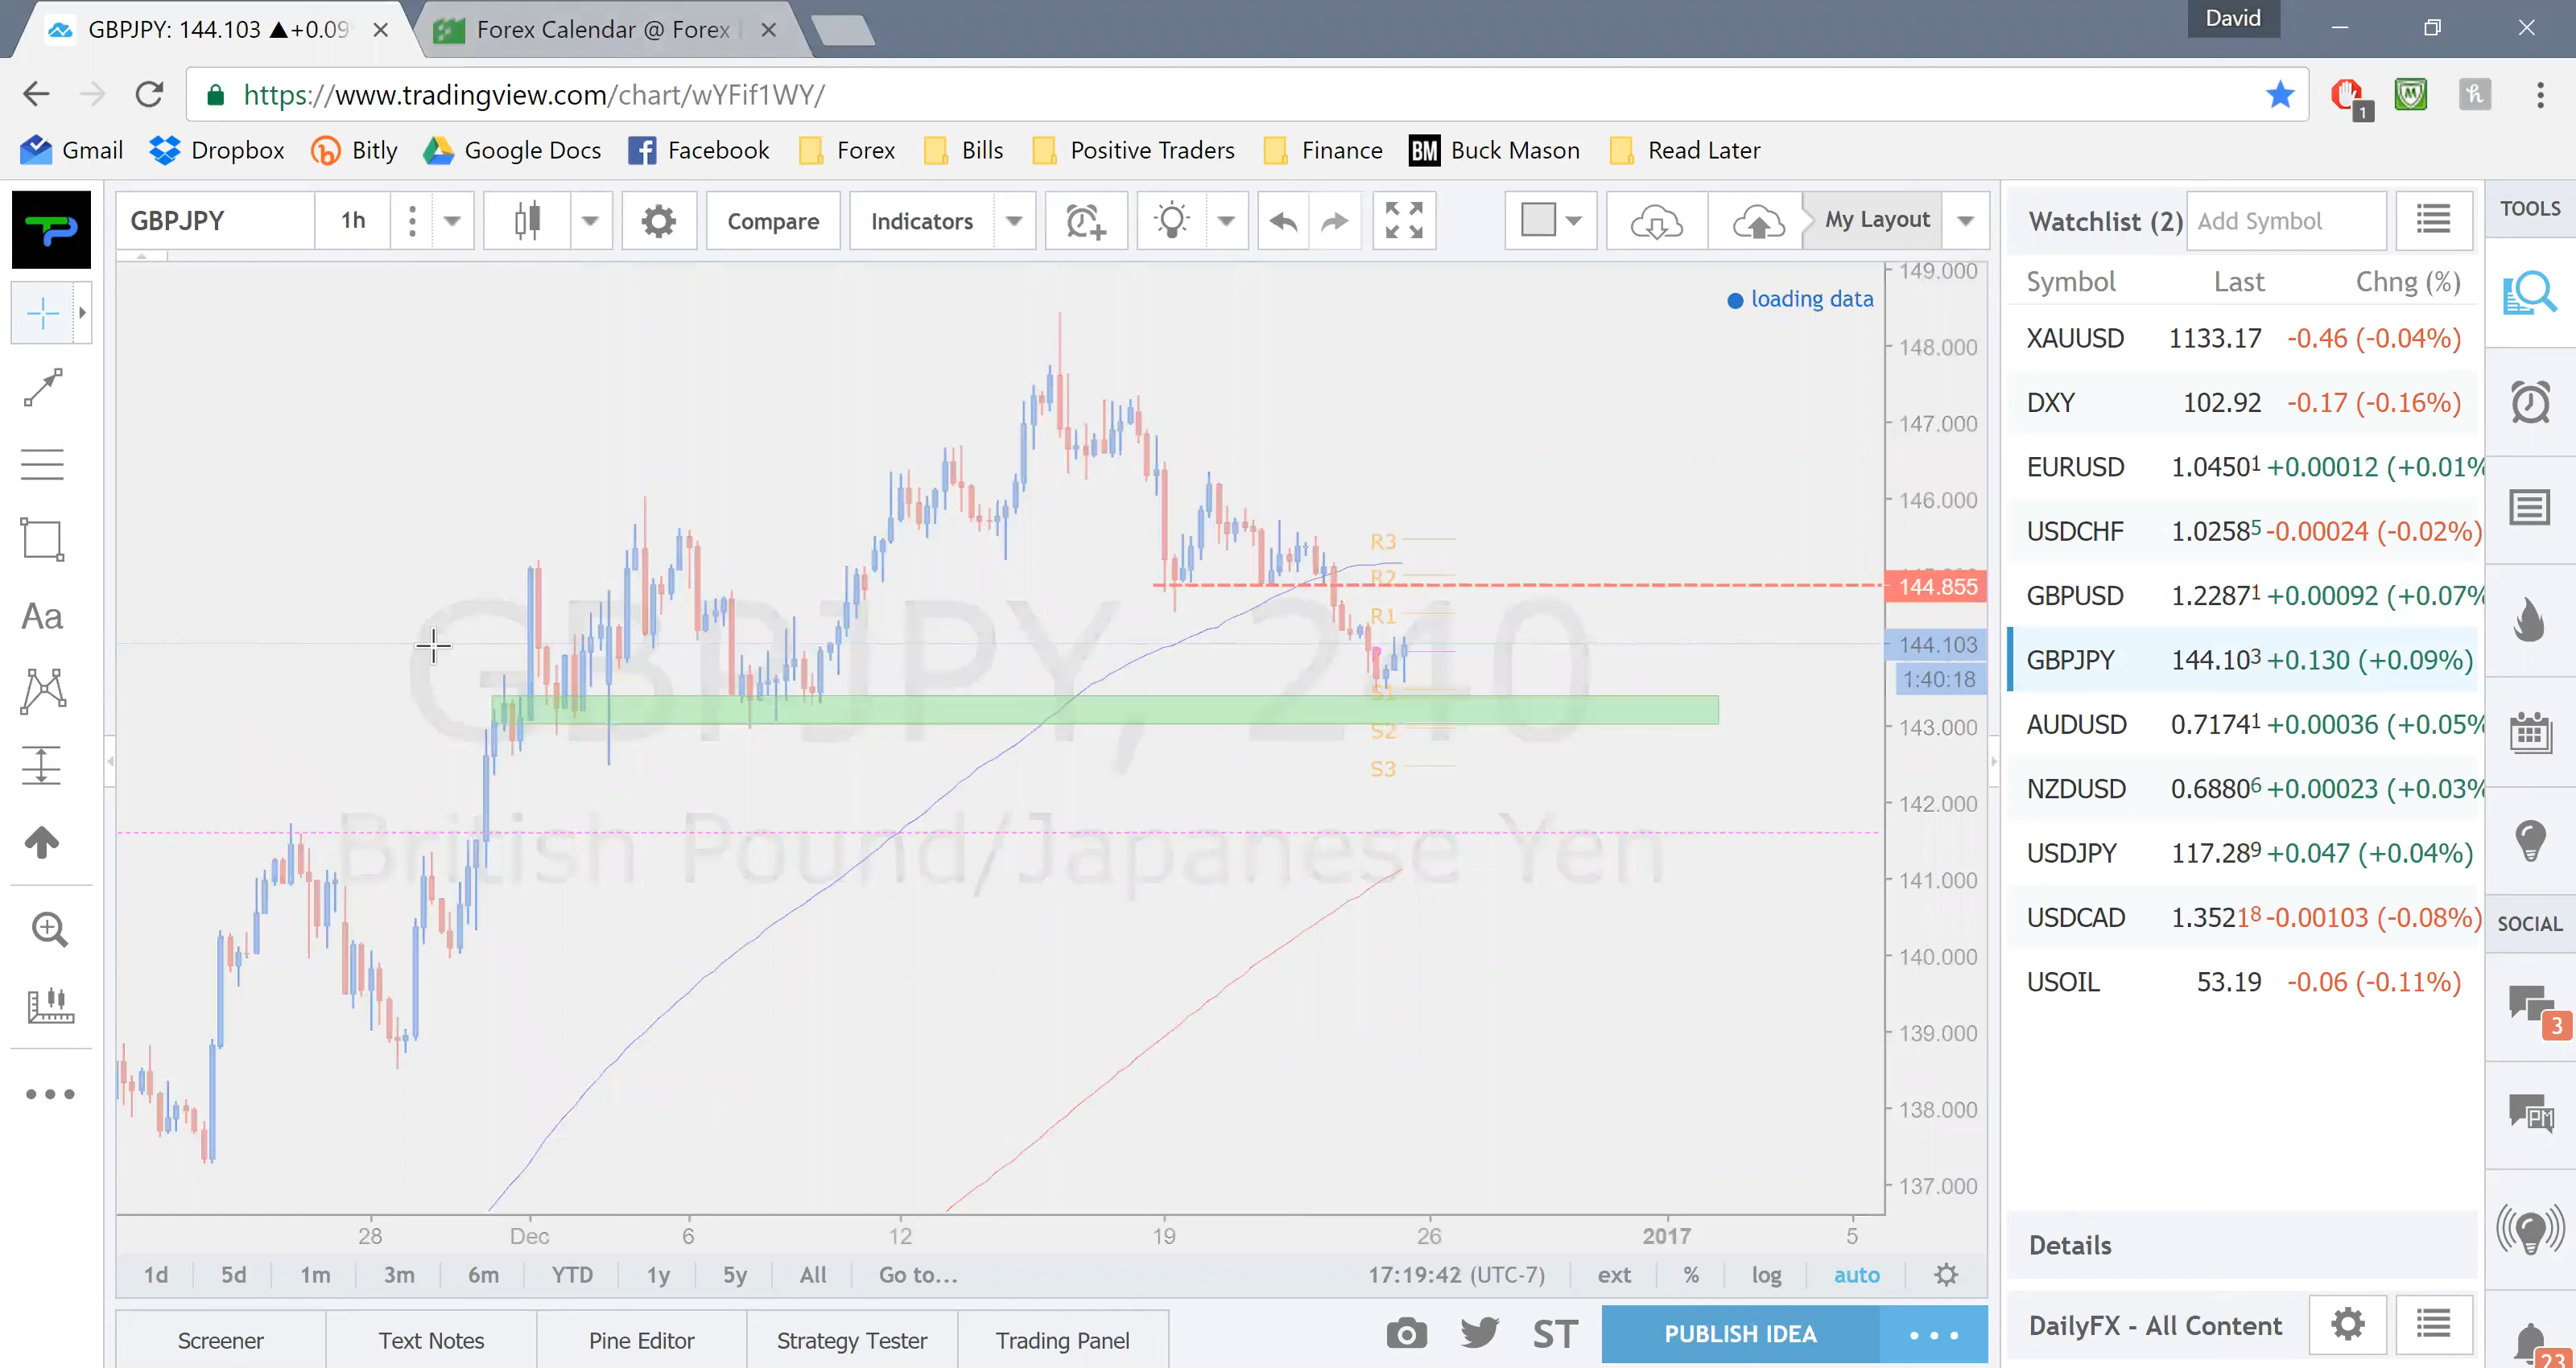 GBPJPY: 144.103 ▲+0.09
Forex Calendar @ Forex
David
https://www.tradingview.com/chart/wYFif1WY/
1
Gmail Dropbox Bitly Google Docs Facebook Forex Bills Positive Traders Finance BM Buck Mason Read Later
GBPJPY 1h Compare Indicators My Layout
Watchlist (2) Add Symbol TOOLS
Symbol Last Chng (%)
XAUUSD 1133.17 -0.46 (-0.04%)
DXY 102.92 -0.17 (-0.16%)
EURUSD 1.04501 +0.00012 (+0.01%
USDCHF 1.02585 -0.00024 (-0.02%)
GBPUSD 1.22871 +0.00092 (+0.07%
GBPJPY 144.103 +0.130 (+0.09%)
AUDUSD 0.71741 +0.00036 (+0.05%
NZDUSD 0.68806 +0.00023 (+0.03%
USDJPY 117.289 +0.047 (+0.04%)
USDCAD 1.35218 -0.00103 (-0.08%)
USOIL 53.19 -0.06 (-0.11%)
SOCIAL
3
PM
23
Details
DailyFX - All Content
loading data
149.000
148.000
147.000
146.000
144.855
144.103
1:40:18
143.000
142.000
141.000
140.000
139.000
138.000
137.000
R3
R2
R1
S1
S2
S3
GBPJPY, 240
British Pound/Japanese Yen
Aa
28 Dec 6 12 19 26 2017 5
1d 5d 1m 3m 6m YTD 1y 5y All Go to... 17:19:42 (UTC-7) ext % log auto
Screener Text Notes Pine Editor Strategy Tester Trading Panel ST PUBLISH IDEA